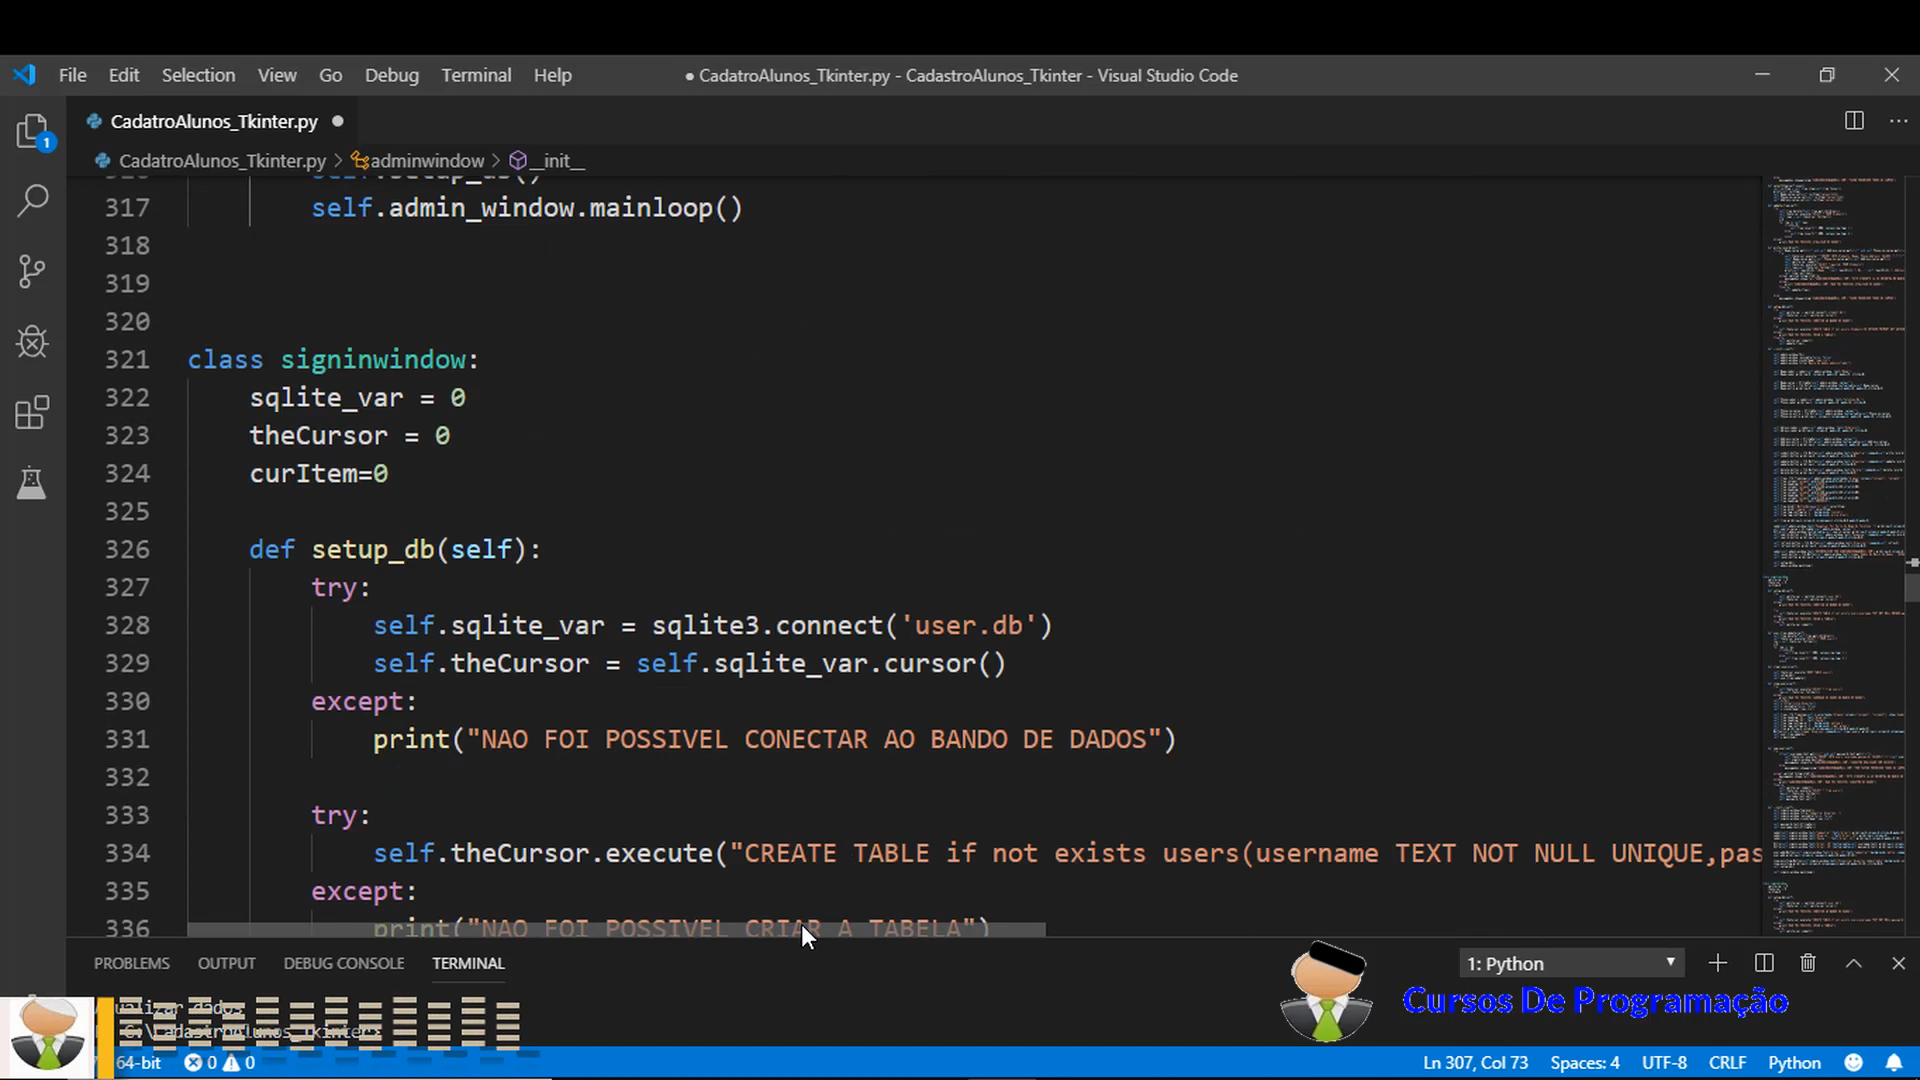 File Edit Selection View Go Debug Terminal Help
● CadatroAlunos_Tkinter.py - CadastroAlunos_Tkinter - Visual Studio Code
CadatroAlunos_Tkinter.py ●
CadatroAlunos_Tkinter.py > adminwindow > __init__
317 self.admin_window.mainloop()
318
319
320
321 class signinwindow:
322 sqlite_var = 0
323 theCursor = 0
324 curItem=0
325
326 def setup_db(self):
327 try:
328 self.sqlite_var = sqlite3.connect('user.db')
329 self.theCursor = self.sqlite_var.cursor()
330 except:
331 print("NAO FOI POSSIVEL CONECTAR AO BANDO DE DADOS")
332
333 try:
334 self.theCursor.execute("CREATE TABLE if not exists users(username TEXT NOT NULL UNIQUE,pas
335 except:
336 print("NAO FOI POSSIVEL CRIAR A TABELA")
1
PROBLEMS OUTPUT DEBUG CONSOLE TERMINAL
1: Python
Cursos De Programação
64-bit 0 0
Ln 307, Col 73 Spaces: 4 UTF-8 CRLF Python